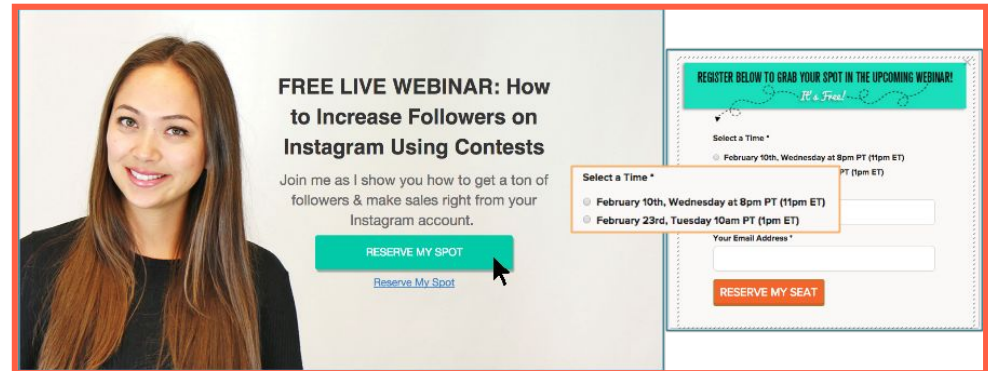 FREE LIVE WEBINAR: How
to Increase Followers on
Instagram Using Contests
Join me as I show you how to get a ton of
followers & make sales right from your
Instagram account.
RESERVE MY SPOT
Reserve My Spot
REGISTER BELOW TO GRAB YOUR SPOT IN THE UPCOMING WEBINAR!
It's Free!
Select a Time *
February 10th, Wednesday at 8pm PT (11pm ET)
PT (1pm ET)
Select a Time *
February 10th, Wednesday at 8pm PT (11pm ET)
February 23rd, Tuesday 10am PT (1pm ET)
Your Email Address *
RESERVE MY SEAT